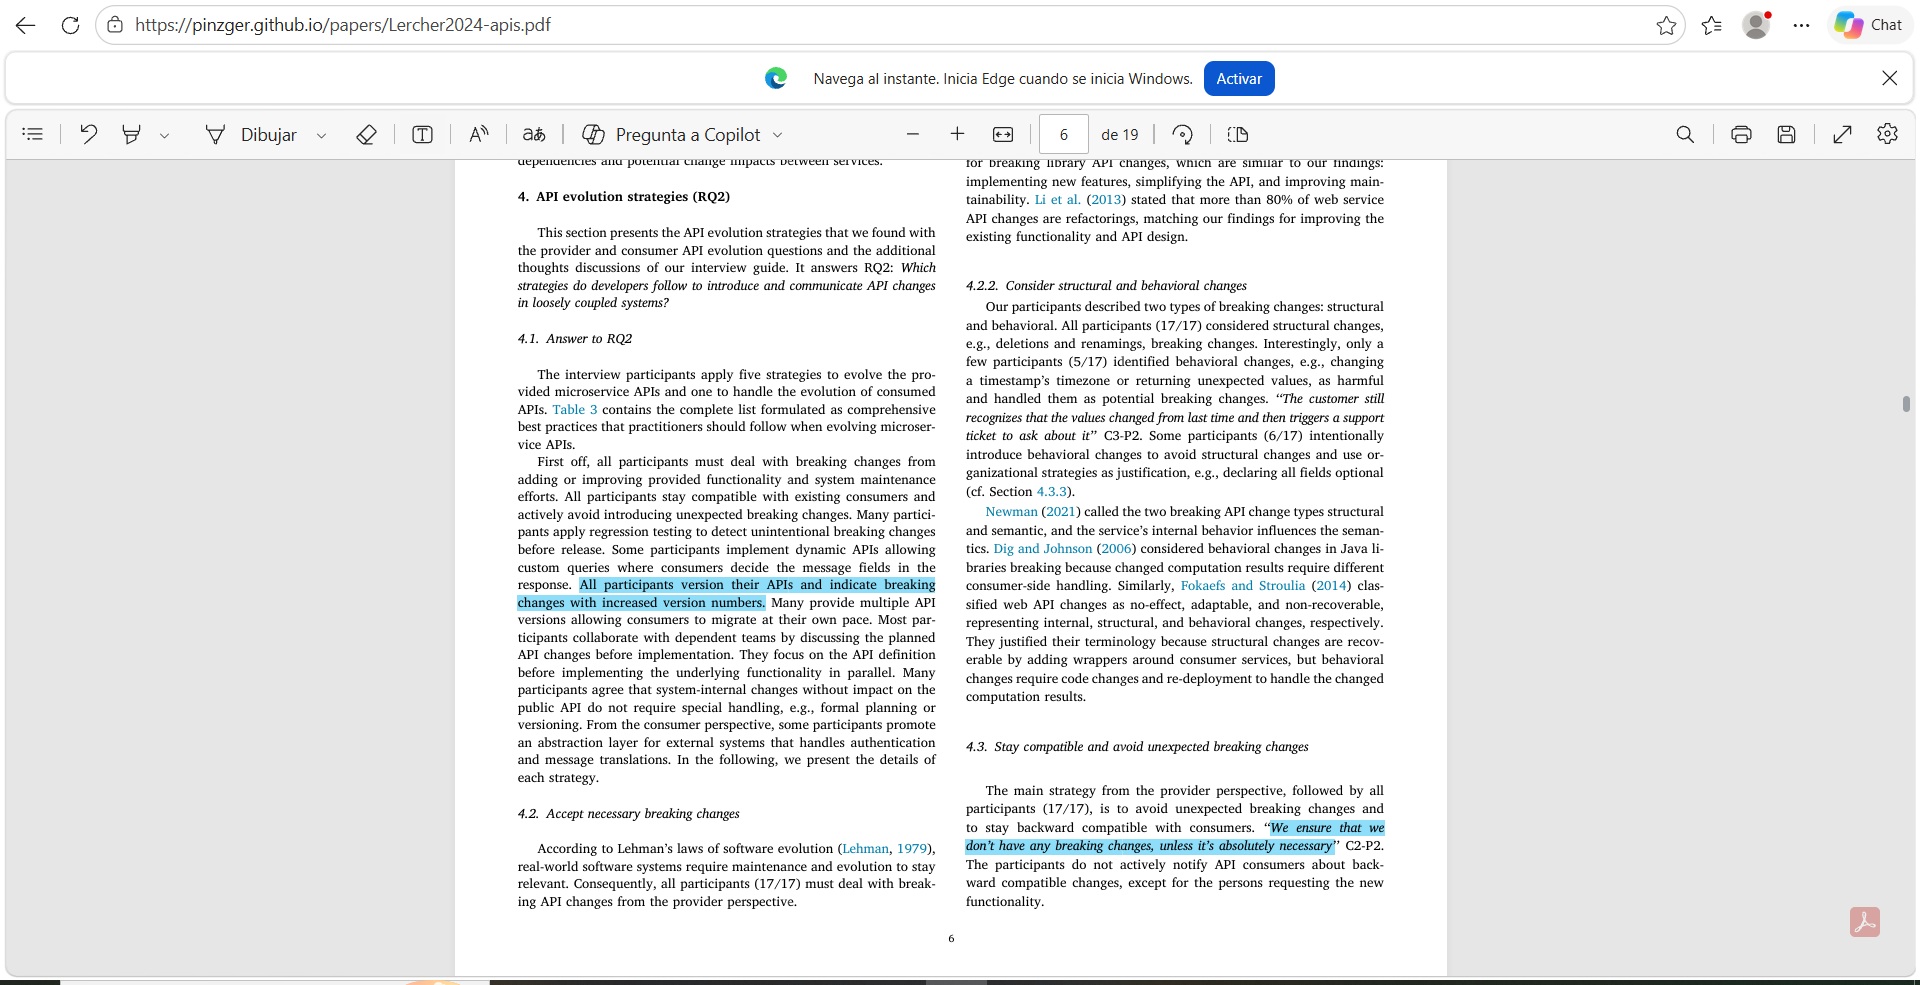 https://pinzger.github.io/papers/Lercher2024-apis.pdf
Chat
Navega al instante. Inicia Edge cuando se inicia Windows.
Activar
Dibujar
Pregunta a Copilot
6
de 19
dependencies and potential change impacts between services.
4. API evolution strategies (RQ2)
This section presents the API evolution strategies that we found with
the provider and consumer API evolution questions and the additional
thoughts discussions of our interview guide. It answers RQ2: Which
strategies do developers follow to introduce and communicate API changes
in loosely coupled systems?
4.1. Answer to RQ2
The interview participants apply five strategies to evolve the pro-
vided microservice APIs and one to handle the evolution of consumed
APIs. Table 3 contains the complete list formulated as comprehensive
best practices that practitioners should follow when evolving microser-
vice APIs.
First off, all participants must deal with breaking changes from
adding or improving provided functionality and system maintenance
efforts. All participants stay compatible with existing consumers and
actively avoid introducing unexpected breaking changes. Many partici-
pants apply regression testing to detect unintentional breaking changes
before release. Some participants implement dynamic APIs allowing
custom queries where consumers decide the message fields in the
response. All participants version their APIs and indicate breaking
changes with increased version numbers. Many provide multiple API
versions allowing consumers to migrate at their own pace. Most par-
ticipants collaborate with dependent teams by discussing the planned
API changes before implementation. They focus on the API definition
before implementing the underlying functionality in parallel. Many
participants agree that system-internal changes without impact on the
public API do not require special handling, e.g., formal planning or
versioning. From the consumer perspective, some participants promote
an abstraction layer for external systems that handles authentication
and message translations. In the following, we present the details of
each strategy.
4.2. Accept necessary breaking changes
According to Lehman's laws of software evolution (Lehman, 1979),
real-world software systems require maintenance and evolution to stay
relevant. Consequently, all participants (17/17) must deal with break-
ing API changes from the provider perspective.
for breaking library API changes, which are similar to our findings:
implementing new features, simplifying the API, and improving main-
tainability. Li et al. (2013) stated that more than 80% of web service
API changes are refactorings, matching our findings for improving the
existing functionality and API design.
4.2.2. Consider structural and behavioral changes
Our participants described two types of breaking changes: structural
and behavioral. All participants (17/17) considered structural changes,
e.g., deletions and renamings, breaking changes. Interestingly, only a
few participants (5/17) identified behavioral changes, e.g., changing
a timestamp's timezone or returning unexpected values, as harmful
and handled them as potential breaking changes. “The customer still
recognizes that the values changed from last time and then triggers a support
ticket to ask about it” C3-P2. Some participants (6/17) intentionally
introduce behavioral changes to avoid structural changes and use or-
ganizational strategies as justification, e.g., declaring all fields optional
(cf. Section 4.3.3).
Newman (2021) called the two breaking API change types structural
and semantic, and the service's internal behavior influences the seman-
tics. Dig and Johnson (2006) considered behavioral changes in Java li-
braries breaking because changed computation results require different
consumer-side handling. Similarly, Fokaefs and Stroulia (2014) clas-
sified web API changes as no-effect, adaptable, and non-recoverable,
representing internal, structural, and behavioral changes, respectively.
They justified their terminology because structural changes are recov-
erable by adding wrappers around consumer services, but behavioral
changes require code changes and re-deployment to handle the changed
computation results.
4.3. Stay compatible and avoid unexpected breaking changes
The main strategy from the provider perspective, followed by all
participants (17/17), is to avoid unexpected breaking changes and
to stay backward compatible with consumers. “We ensure that we
don't have any breaking changes, unless it's absolutely necessary” C2-P2.
The participants do not actively notify API consumers about back-
ward compatible changes, except for the persons requesting the new
functionality.
6